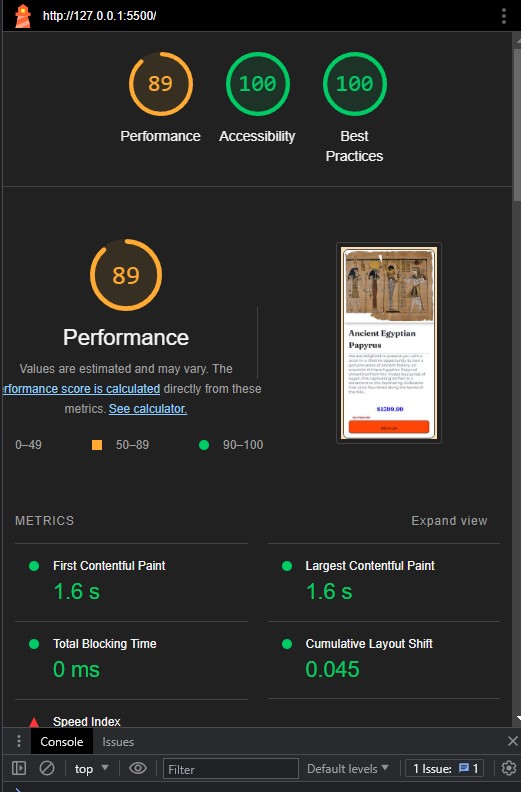 http://127.0.0.1:5500/
89
100
100
Performance
Accessibility
Best
Practices
89
Performance
Values are estimated and may vary. The
rformance score is calculated directly from these
metrics. See calculator.
0–49
50–89
90–100
Ancient Egyptian
Papyrus
$1599.99
METRICS
Expand view
First Contentful Paint
1.6 s
Largest Contentful Paint
1.6 s
Total Blocking Time
0 ms
Cumulative Layout Shift
0.045
Speed Index
Console
Issues
top
Filter
Default levels
1 Issue:
1